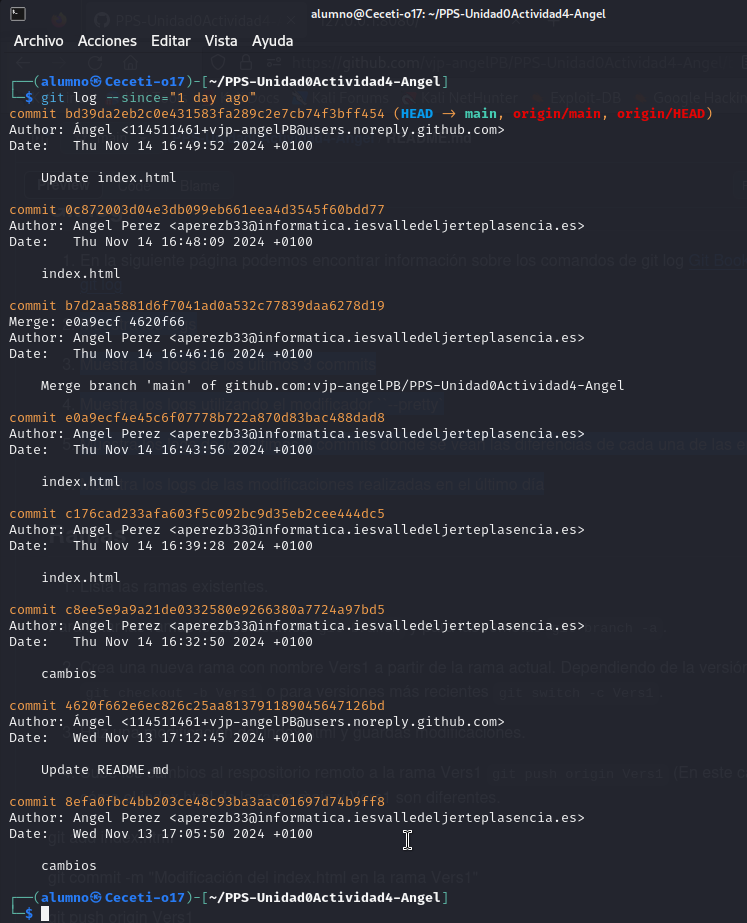 alumno@Ceceti-o17: ~/PPS-Unidad0Actividad4-Angel
Archivo Acciones Editar Vista Ayuda
┌──(alumno㉿Ceceti-o17)-[~/PPS-Unidad0Actividad4-Angel]
└─$ git log --since="1 day ago"
commit bd39da2eb2c0e431583fa289c2e7cb74f3bff454 (HEAD → main, origin/main, origin/HEAD)
Author: Ángel <114511461+vjp-angelPB@users.noreply.github.com>
Date:   Thu Nov 14 16:49:52 2024 +0100
Update index.html
commit 0c872003d04e3db099eb661eea4d3545f60bdd77
Author: Angel Perez <aperezb33@informatica.iesvalledeljerteplasencia.es>
Date:   Thu Nov 14 16:48:09 2024 +0100
index.html
commit b7d2aa5881d6f7041ad0a532c77839daa6278d19
Merge: e0a9ecf 4620f66
Author: Angel Perez <aperezb33@informatica.iesvalledeljerteplasencia.es>
Date:   Thu Nov 14 16:46:16 2024 +0100
Merge branch 'main' of github.com:vjp-angelPB/PPS-Unidad0Actividad4-Angel
commit e0a9ecf4e45c6f07778b722a870d83bac488dad8
Author: Angel Perez <aperezb33@informatica.iesvalledeljerteplasencia.es>
Date:   Thu Nov 14 16:43:56 2024 +0100
index.html
commit c176cad233afa603f5c092bc9d35eb2cee444dc5
Author: Angel Perez <aperezb33@informatica.iesvalledeljerteplasencia.es>
Date:   Thu Nov 14 16:39:28 2024 +0100
index.html
commit c8ee5e9a9a21de0332580e9266380a7724a97bd5
Author: Angel Perez <aperezb33@informatica.iesvalledeljerteplasencia.es>
Date:   Thu Nov 14 16:32:50 2024 +0100
cambios
commit 4620f662e6ec826c25aa813791189045647126bd
Author: Ángel <114511461+vjp-angelPB@users.noreply.github.com>
Date:   Wed Nov 13 17:12:45 2024 +0100
Update README.md
commit 8efa0fbc4bb203ce48c93ba3aac01697d74b9ff8
Author: Angel Perez <aperezb33@informatica.iesvalledeljerteplasencia.es>
Date:   Wed Nov 13 17:05:50 2024 +0100
cambios
┌──(alumno㉿Ceceti-o17)-[~/PPS-Unidad0Actividad4-Angel]
└─$